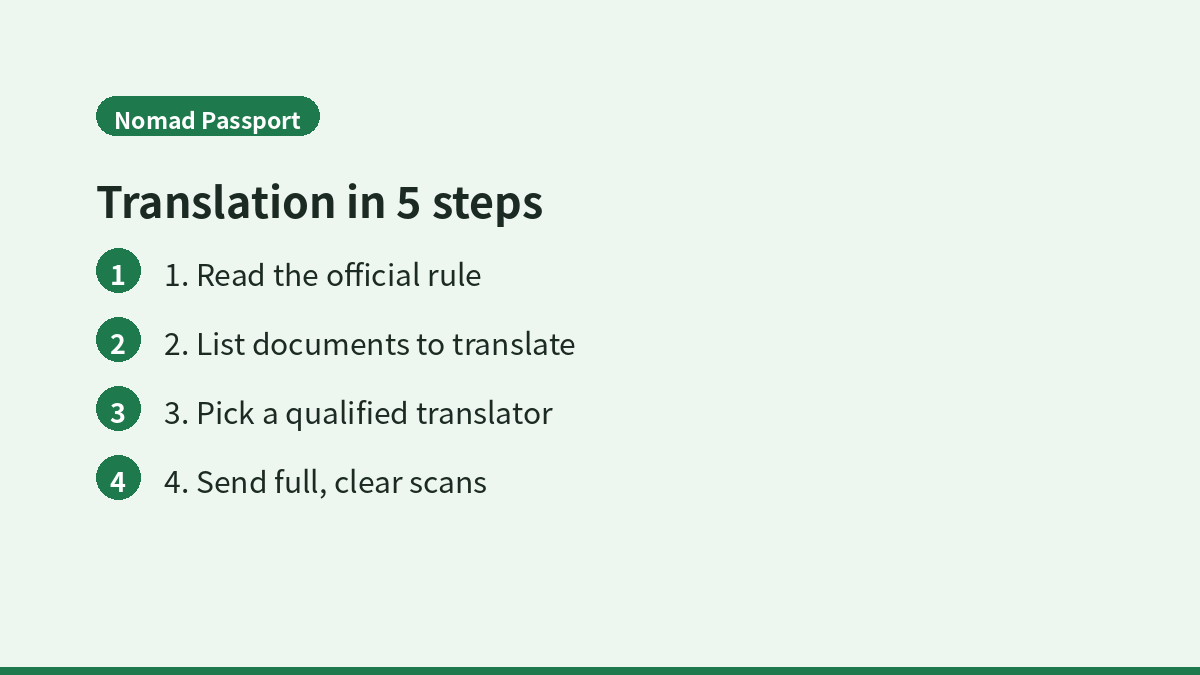 Nomad Passport
Translation in 5 steps
1 1. Read the official rule
2 2. List documents to translate
3 3. Pick a qualified translator
4 4. Send full, clear scans